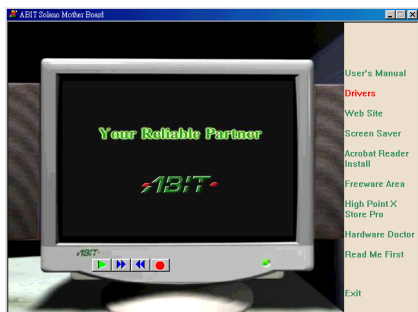 ABIT Solano Mother Board
Your Reliable Partner
ABIT
ABIT
User's Manual
Drivers
Web Site
Screen Saver
Acrobat Reader
Install
Freeware Area
High Point X
Store Pro
Hardware Doctor
Read Me First
Exit